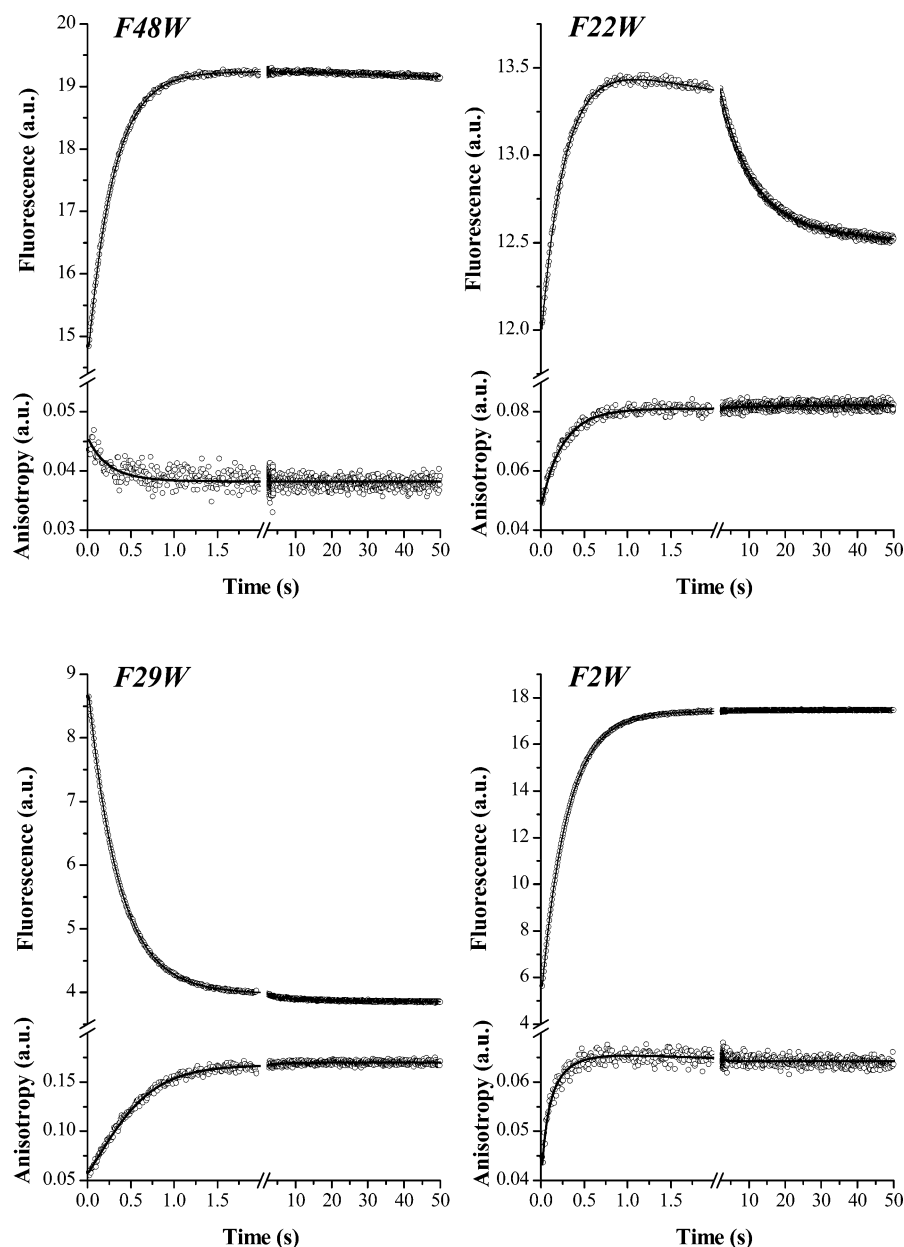 F48W
Fluorescence (a.u.)
20
19
18
17
16
15
Anisotropy (a.u.)
0.05
0.04
0.03
0.0 0.5 1.0 1.5 10 20 30 40 50
Time (s)
F22W
Fluorescence (a.u.)
13.5
13.0
12.5
12.0
Anisotropy (a.u.)
0.08
0.06
0.04
0.0 0.5 1.0 1.5 10 20 30 40 50
Time (s)
F29W
Fluorescence (a.u.)
9
8
7
6
5
4
Anisotropy (a.u.)
0.15
0.10
0.05
0.0 0.5 1.0 1.5 10 20 30 40 50
Time (s)
F2W
Fluorescence (a.u.)
18
16
14
12
10
8
6
4
Anisotropy (a.u.)
0.06
0.05
0.04
0.0 0.5 1.0 1.5 10 20 30 40 50
Time (s)